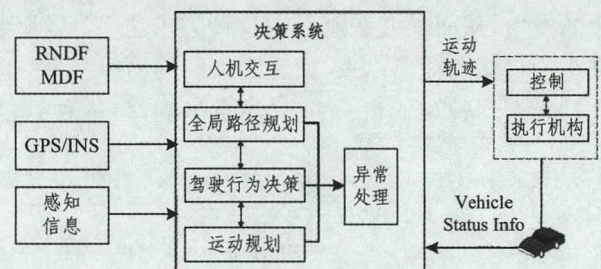 RNDF
MDF
GPS/INS
感知
信息
决策系统
人机交互
全局路径规划
驾驶行为决策
运动规划
异常
处理
运动
轨迹
控制
执行机构
Vehicle
Status Info